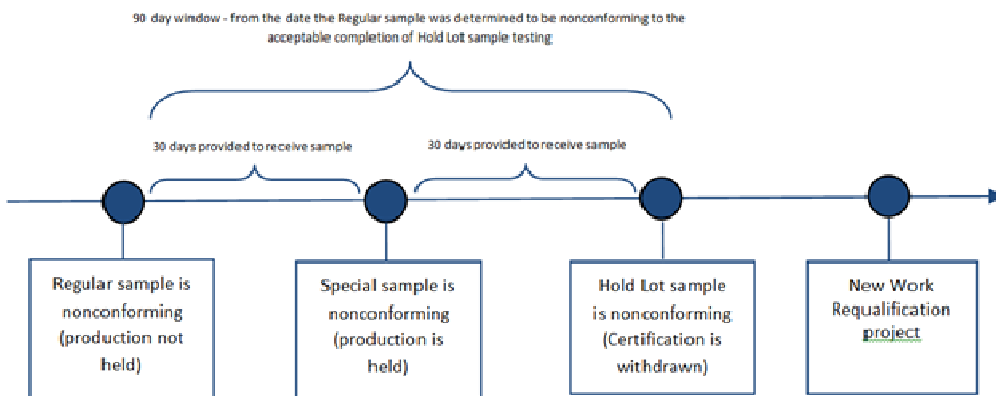 90 day window - from the date the Regular sample was determined to be nonconforming to the
acceptable completion of Hold Lot sample testing
30 days provided to receive sample
30 days provided to receive sample
Regular sample is
nonconforming
(production not
held)
Special sample is
nonconforming
(production is
held)
Hold Lot sample
is nonconforming
(Certification is
withdrawn)
New Work
Requalification
project